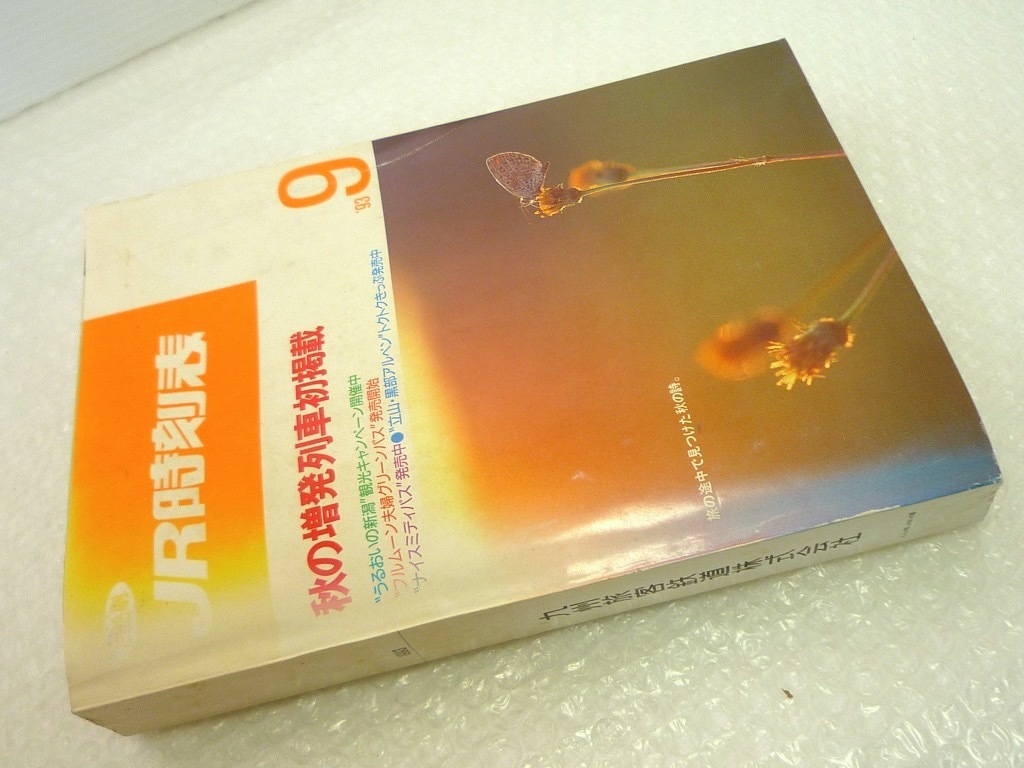 JR時刻表
9
'93
秋の増発列車初掲載
"うるおいの新潟"観光キャンペーン開催中
"フルムーン夫婦グリーンパス"発売開始
"ナイスミディパス"発売中●"立山・黒部アルペン"トクトクきっぷ発売中
旅の途中で見つけた秋の詩。
九州旅客鉄道株式会社